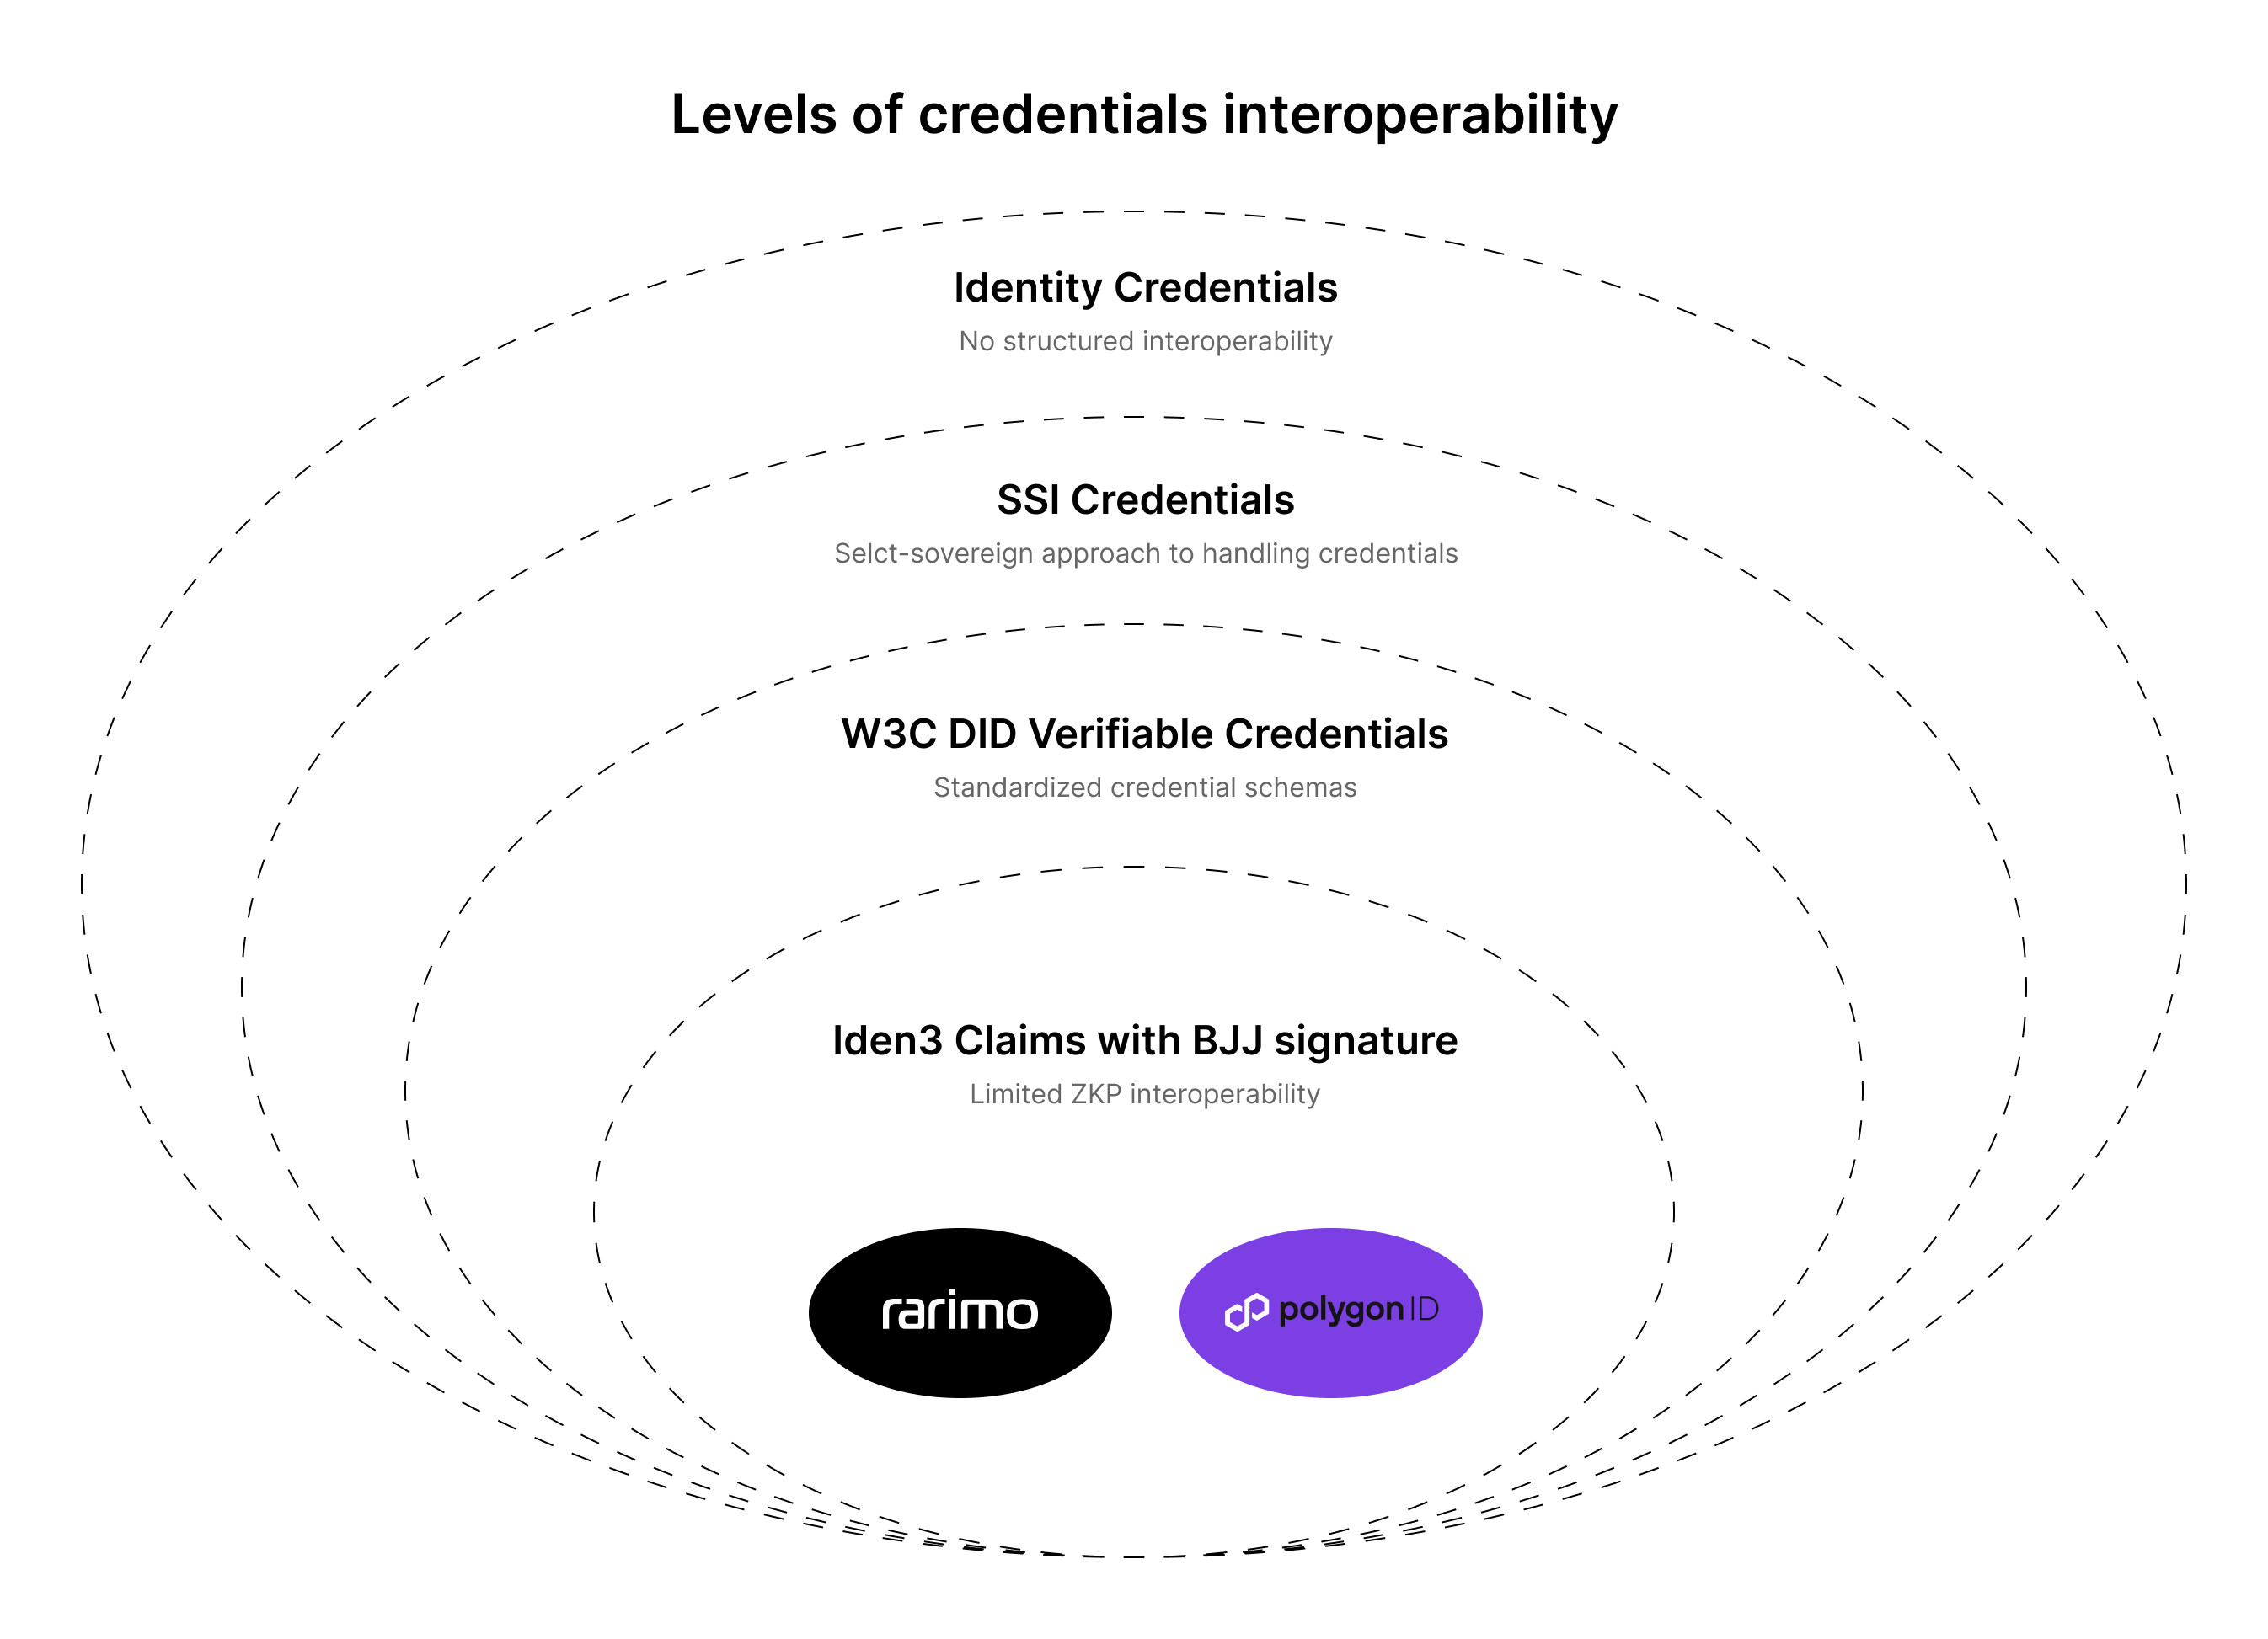 Levels of credentials interoperability
Identity Credentials
No structured interoperability
SSI Credentials
Selct-sovereign approach to handling credentials
W3C DID Verifiable Credentials
Standardized credential schemas
Iden3 Claims with BJJ signature
Limited ZKP interoperability
rarimo
polygon ID